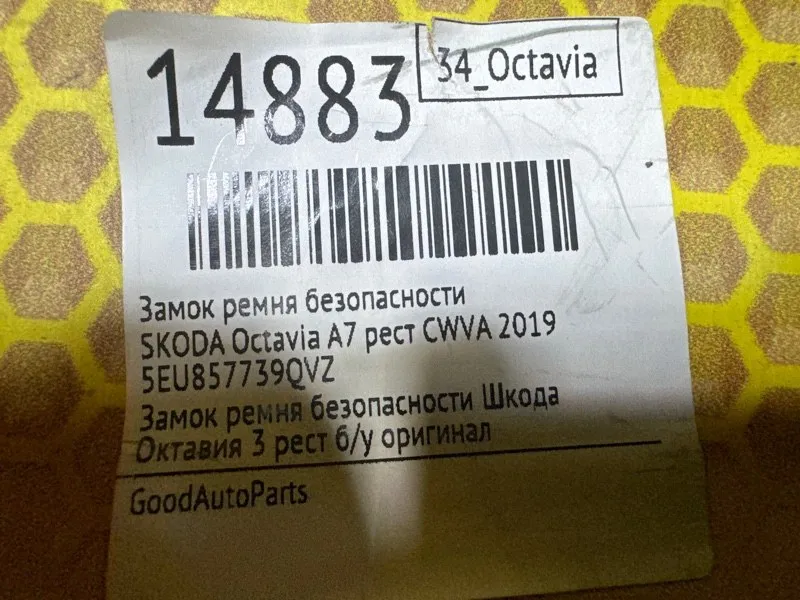 14883
34_Octavia
Замок ремня безопасности
SKODA Octavia A7 рест CWVA 2019
5EU857739QVZ
Замок ремня безопасности Шкода
Октавия 3 рест б/у оригинал
GoodAutoParts